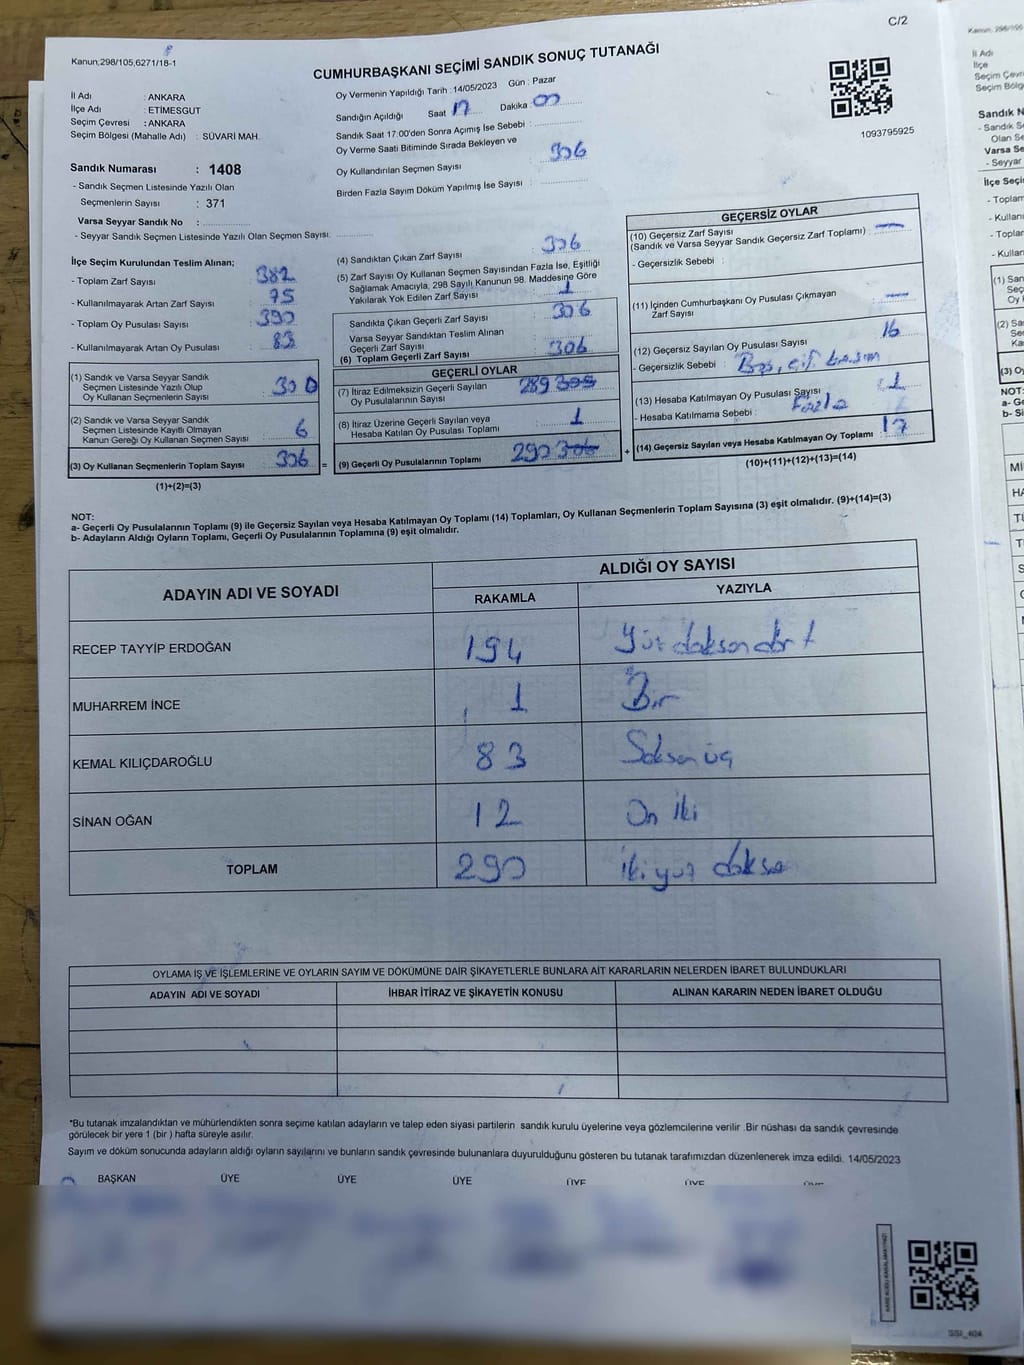 C/2
Kanun;298/105,6271/18-1
CUMHURBAŞKANI SEÇİMİ SANDIK SONUÇ TUTANAĞI
İl Adı : ANKARA
İlçe Adı : ETİMESGUT
Seçim Çevresi : ANKARA
Seçim Bölgesi (Mahalle Adı) : SÜVARİ MAH.
Oy Vermenin Yapıldığı Tarih : 14/05/2023 Gün : Pazar
Sandığın Açıldığı Saat 17 Dakika : 00
Sandık Saat 17:00'den Sonra Açımış İse Sebebi :
Oy Verme Saati Bitiminde Sırada Bekleyen ve
Oy Kullandırılan Seçmen Sayısı 306
Birden Fazla Sayım Döküm Yapılmış İse Sayısı :
1093795925
Sandık Numarası : 1408
- Sandık Seçmen Listesinde Yazılı Olan
Seçmenlerin Sayısı : 371
Varsa Seyyar Sandık No :
- Seyyar Sandık Seçmen Listesinde Yazılı Olan Seçmen Sayısı:
İlçe Seçim Kurulundan Teslim Alınan;
- Toplam Zarf Sayısı 382
- Kullanılmayarak Artan Zarf Sayısı 75
- Toplam Oy Pusulası Sayısı 390
- Kullanılmayarak Artan Oy Pusulası 83
(1) Sandık ve Varsa Seyyar Sandık
Seçmen Listesinde Yazılı Olup
Oy Kullanan Seçmenlerin Sayısı 300
(2) Sandık ve Varsa Seyyar Sandık
Seçmen Listesinde Kayıtlı Olmayan
Kanun Gereği Oy Kullanan Seçmen Sayısı 6
(3) Oy Kullanan Seçmenlerin Toplam Sayısı 306 =
(1)+(2)=(3)
(4) Sandıktan Çıkan Zarf Sayısı 306
(5) Zarf Sayısı Oy Kullanan Seçmen Sayısından Fazla İse, Eşitliği
Sağlamak Amacıyla, 298 Sayılı Kanunun 98. Maddesine Göre
Yakılarak Yok Edilen Zarf Sayısı 1
Sandıkta Çıkan Geçerli Zarf Sayısı 306
Varsa Seyyar Sandıktan Teslim Alınan
Geçerli Zarf Sayısı
(6) Toplam Geçerli Zarf Sayısı 306
GEÇERLİ OYLAR
(7) İtiraz Edilmeksizin Geçerli Sayılan
Oy Pusulalarının Sayısı 289
(8) İtiraz Üzerine Geçerli Sayılan veya
Hesaba Katılan Oy Pusulası Toplamı 1
(9) Geçerli Oy Pusulalarının Toplamı 290 306 +
GEÇERSİZ OYLAR
(10) Geçersiz Zarf Sayısı
(Sandık ve Varsa Seyyar Sandık Geçersiz Zarf Toplamı) : —
- Geçersizlik Sebebi :
(11) İçinden Cumhurbaşkanı Oy Pusulası Çıkmayan
Zarf Sayısı : —
(12) Geçersiz Sayılan Oy Pusulası Sayısı 16
- Geçersizlik Sebebi : Boş, çif basım
(13) Hesaba Katılmayan Oy Pusulası Sayısı 1
- Hesaba Katılmama Sebebi : Fazla
(14) Geçersiz Sayılan veya Hesaba Katılmayan Oy Toplamı : 17
(10)+(11)+(12)+(13)=(14)
NOT:
a- Geçerli Oy Pusulalarının Toplamı (9) ile Geçersiz Sayılan veya Hesaba Katılmayan Oy Toplamı (14) Toplamları, Oy Kullanan Seçmenlerin Toplam Sayısına (3) eşit olmalıdır. (9)+(14)=(3)
b- Adayların Aldığı Oyların Toplamı, Geçerli Oy Pusulalarının Toplamına (9) eşit olmalıdır.
ADAYIN ADI VE SOYADI
ALDIĞI OY SAYISI
RAKAMLA YAZIYLA
RECEP TAYYİP ERDOĞAN 194 Yüz doksan dört
MUHARREM İNCE 1 Bir
KEMAL KILIÇDAROĞLU 83 Seksen üç
SİNAN OĞAN 12 On İki
TOPLAM 290 İki yüz doksan
OYLAMA İŞ VE İŞLEMLERİNE VE OYLARIN SAYIM VE DÖKÜMÜNE DAİR ŞİKAYETLERLE BUNLARA AİT KARARLARIN NELERDEN İBARET BULUNDUKLARI
ADAYIN ADI VE SOYADI İHBAR İTİRAZ VE ŞİKAYETİN KONUSU ALINAN KARARIN NEDEN İBARET OLDUĞU
*Bu tutanak imzalandıktan ve mühürlendikten sonra seçime katılan adayların ve talep eden siyasi partilerin sandık kurulu üyelerine veya gözlemcilerine verilir .Bir nüshası da sandık çevresinde
görülecek bir yere 1 (bir ) hafta süreyle asılır.
Sayım ve döküm sonucunda adayların aldığı oyların sayılarını ve bunların sandık çevresinde bulunanlara duyurulduğunu gösteren bu tutanak tarafımızdan düzenlenerek imza edildi. 14/05/2023
BAŞKAN ÜYE ÜYE ÜYE ÜYE ÜYE ÜYE
SSI_404